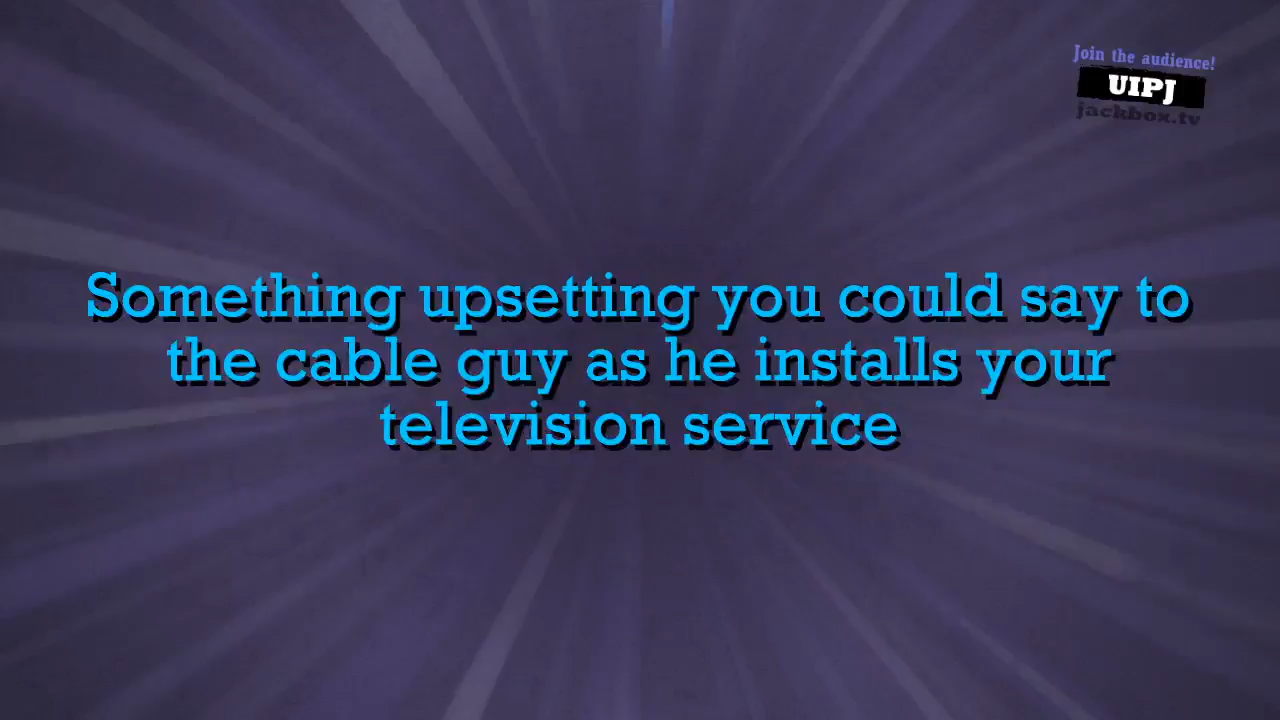 Join the audience!
UIPJ
jackbox.tv
Something upsetting you could say to
the cable guy as he installs your
television service